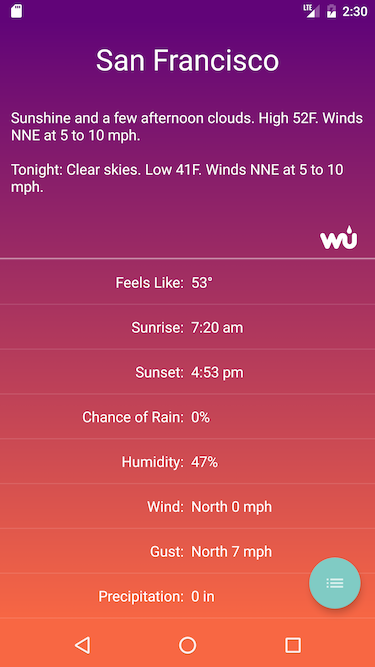 LTE 2:30
San Francisco
Sunshine and a few afternoon clouds. High 52F. Winds
NNE at 5 to 10 mph.
Tonight: Clear skies. Low 41F. Winds NNE at 5 to 10
mph.
wu
Feels Like: 53°
Sunrise: 7:20 am
Sunset: 4:53 pm
Chance of Rain: 0%
Humidity: 47%
Wind: North 0 mph
Gust: North 7 mph
Precipitation: 0 in